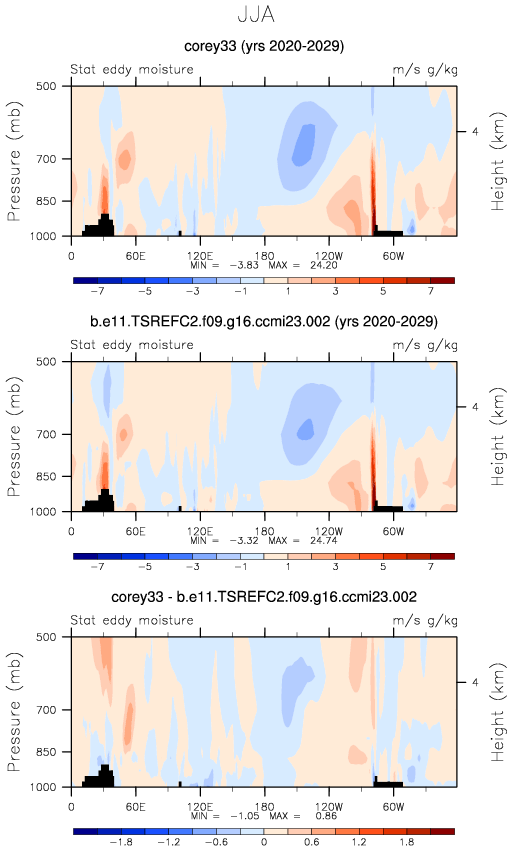 JJA
corey33 (yrs 2020-2029)
Stat eddy moisture m/s g/kg
500
700
850
1000
Pressure (mb)
4
Height (km)
0 60E 120E 180 120W 60W
MIN = -3.83 MAX = 24.20
-7 -5 -3 -1 1 3 5 7
b.e11.TSREFC2.f09.g16.ccmi23.002 (yrs 2020-2029)
Stat eddy moisture m/s g/kg
500
700
850
1000
Pressure (mb)
4
Height (km)
0 60E 120E 180 120W 60W
MIN = -3.32 MAX = 24.74
-7 -5 -3 -1 1 3 5 7
corey33 - b.e11.TSREFC2.f09.g16.ccmi23.002
Stat eddy moisture m/s g/kg
500
700
850
1000
Pressure (mb)
4
Height (km)
0 60E 120E 180 120W 60W
MIN = -1.05 MAX = 0.86
-1.8 -1.2 -0.6 0 0.6 1.2 1.8